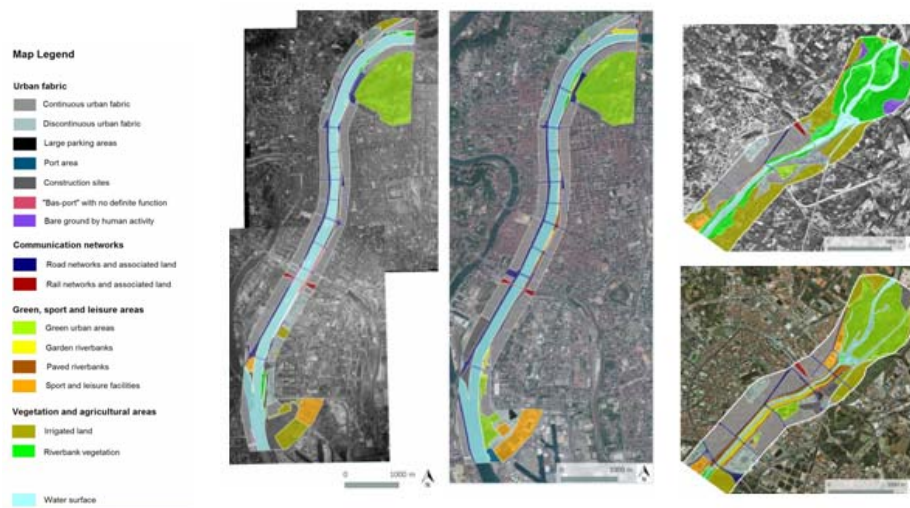 Map Legend
Urban fabric
Continuous urban fabric
Discontinuous urban fabric
Large parking areas
Port area
Construction sites
"Bas-port" with no definite function
Bare ground by human activity
Communication networks
Road networks and associated land
Rail networks and associated land
Green, sport and leisure areas
Green urban areas
Garden riverbanks
Paved riverbanks
Sport and leisure facilities
Vegetation and agricultural areas
Irrigated land
Riverbank vegetation
Water surface
0 1000 m
0 1000 m